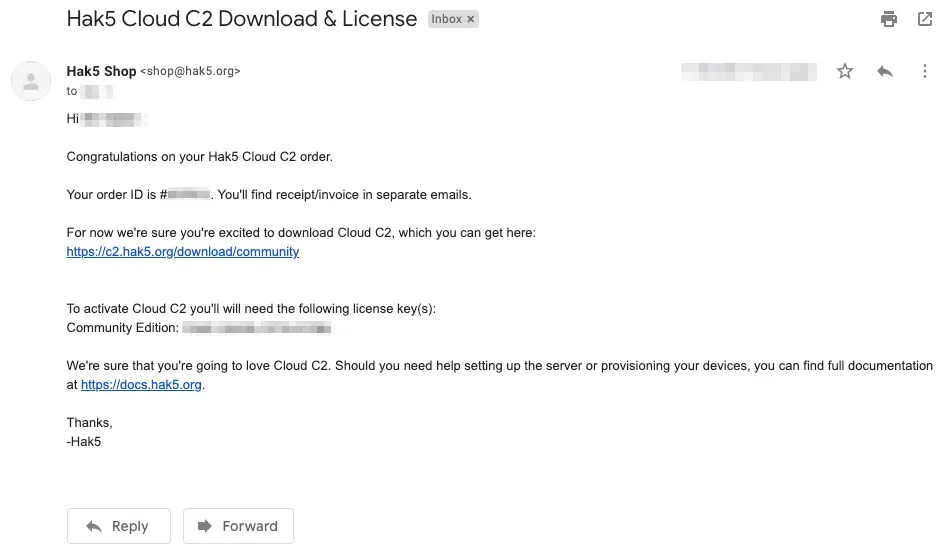 Hak5 Cloud C2 Download & License Inbox ×
Hak5 Shop <shop@hak5.org>
to
Hi
Congratulations on your Hak5 Cloud C2 order.
Your order ID is #. You'll find receipt/invoice in separate emails.
For now we're sure you're excited to download Cloud C2, which you can get here:
https://c2.hak5.org/download/community
To activate Cloud C2 you'll will need the following license key(s):
Community Edition:
We're sure that you're going to love Cloud C2. Should you need help setting up the server or provisioning your devices, you can find full documentation
at https://docs.hak5.org.
Thanks,
-Hak5
Reply Forward